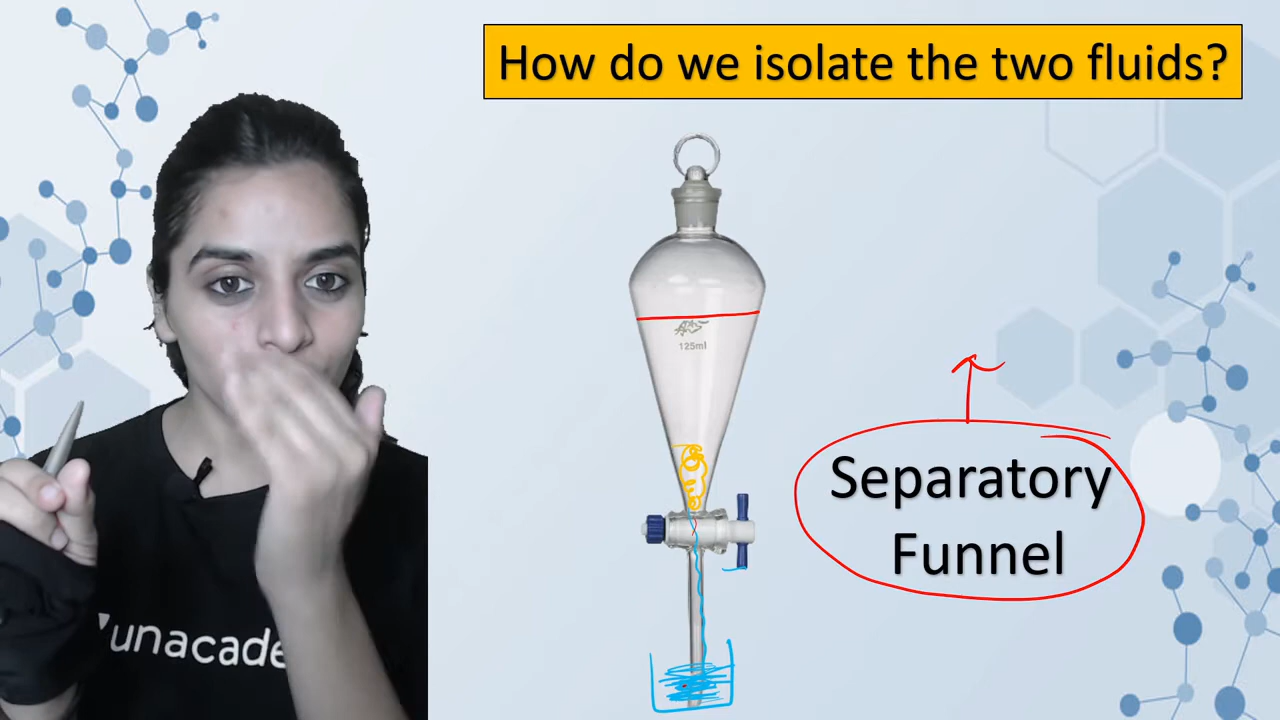 How do we isolate the two fluids?
125ml
Separatory
Funnel
unacade